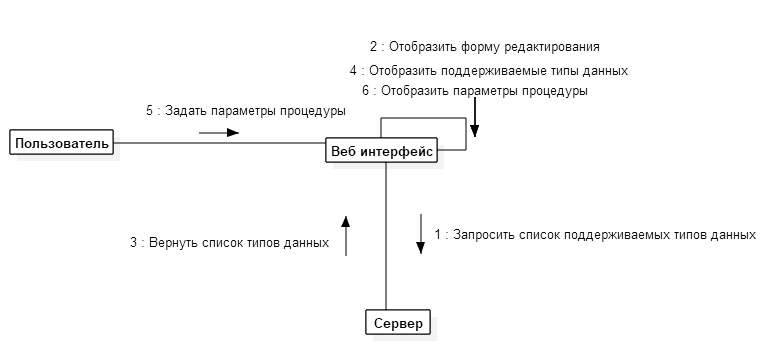 2 : Отобразить форму редактирования
4 : Отобразить поддерживаемые типы данных
6 : Отобразить параметры процедуры
5 : Задать параметры процедуры
Пользователь
Веб интерфейс
3 : Вернуть список типов данных
1 : Запросить список поддерживаемых типов данных
Сервер